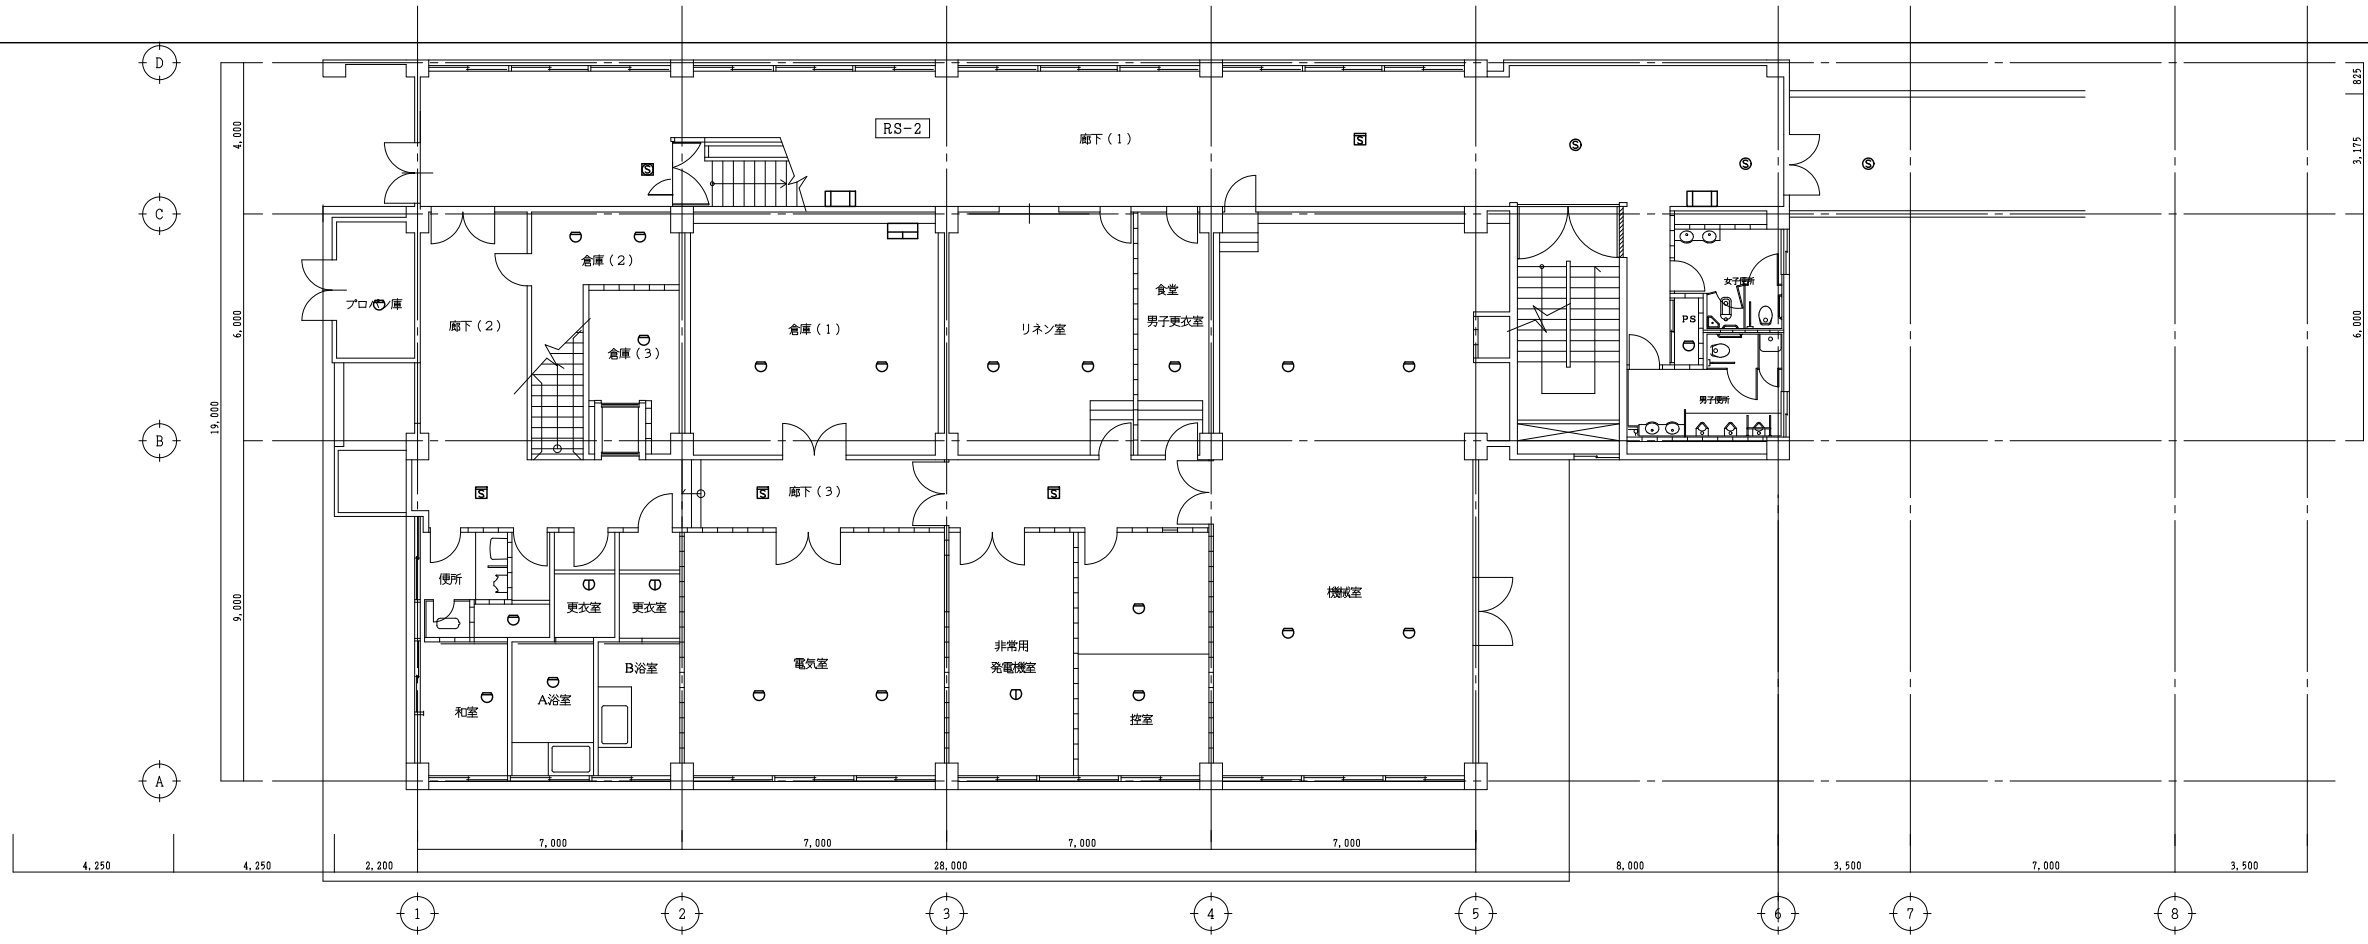 D
825
4,000
RS-2
廊下（1）
S
S
S
S
S
3,175
C
倉庫（2）
女子便所
食堂
プロパン庫
廊下（2）
倉庫（1）
リネン室
男子更衣室
PS
6,000
倉庫（3）
6,000
男子便所
19,000
B
S
S
廊下（3）
S
便所
更衣室
更衣室
機械室
9,000
非常用
電気室
B浴室
発電機室
A浴室
和室
控室
A
7,000
7,000
7,000
7,000
4,250
4,250
2,200
28,000
8,000
3,500
7,000
3,500
1
2
3
4
5
6
7
8